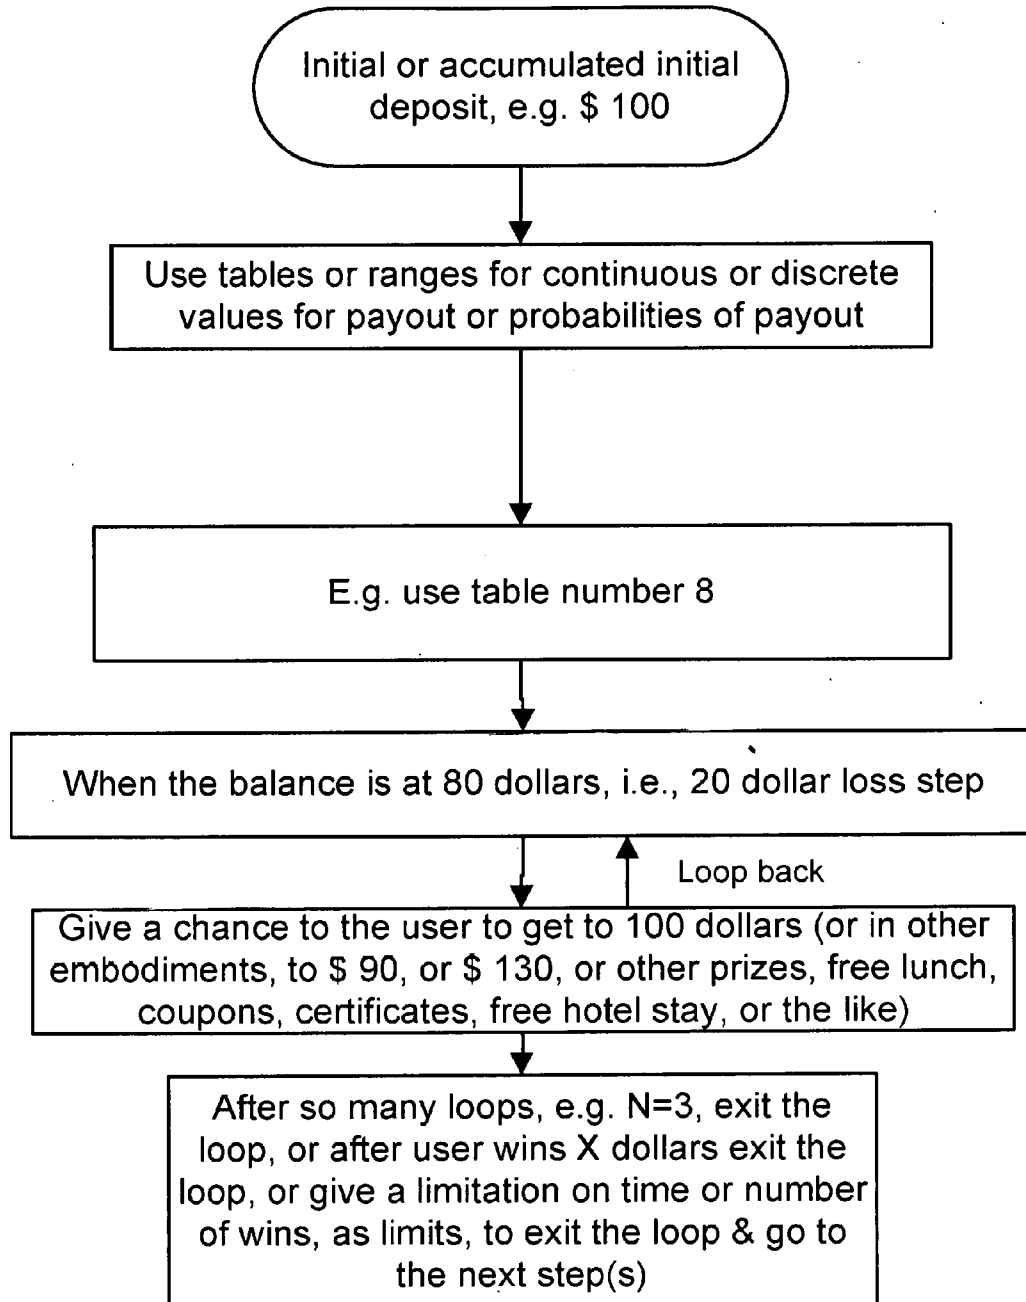 Initial or accumulated initial
deposit, e.g. $ 100
Use tables or ranges for continuous or discrete
values for payout or probabilities of payout
E.g. use table number 8
When the balance is at 80 dollars, i.e., 20 dollar loss step
Loop back
Give a chance to the user to get to 100 dollars (or in other
embodiments, to $ 90, or $ 130, or other prizes, free lunch,
coupons, certificates, free hotel stay, or the like)
After so many loops, e.g. N=3, exit the
loop, or after user wins X dollars exit the
loop, or give a limitation on time or number
of wins, as limits, to exit the loop & go to
the next step(s)